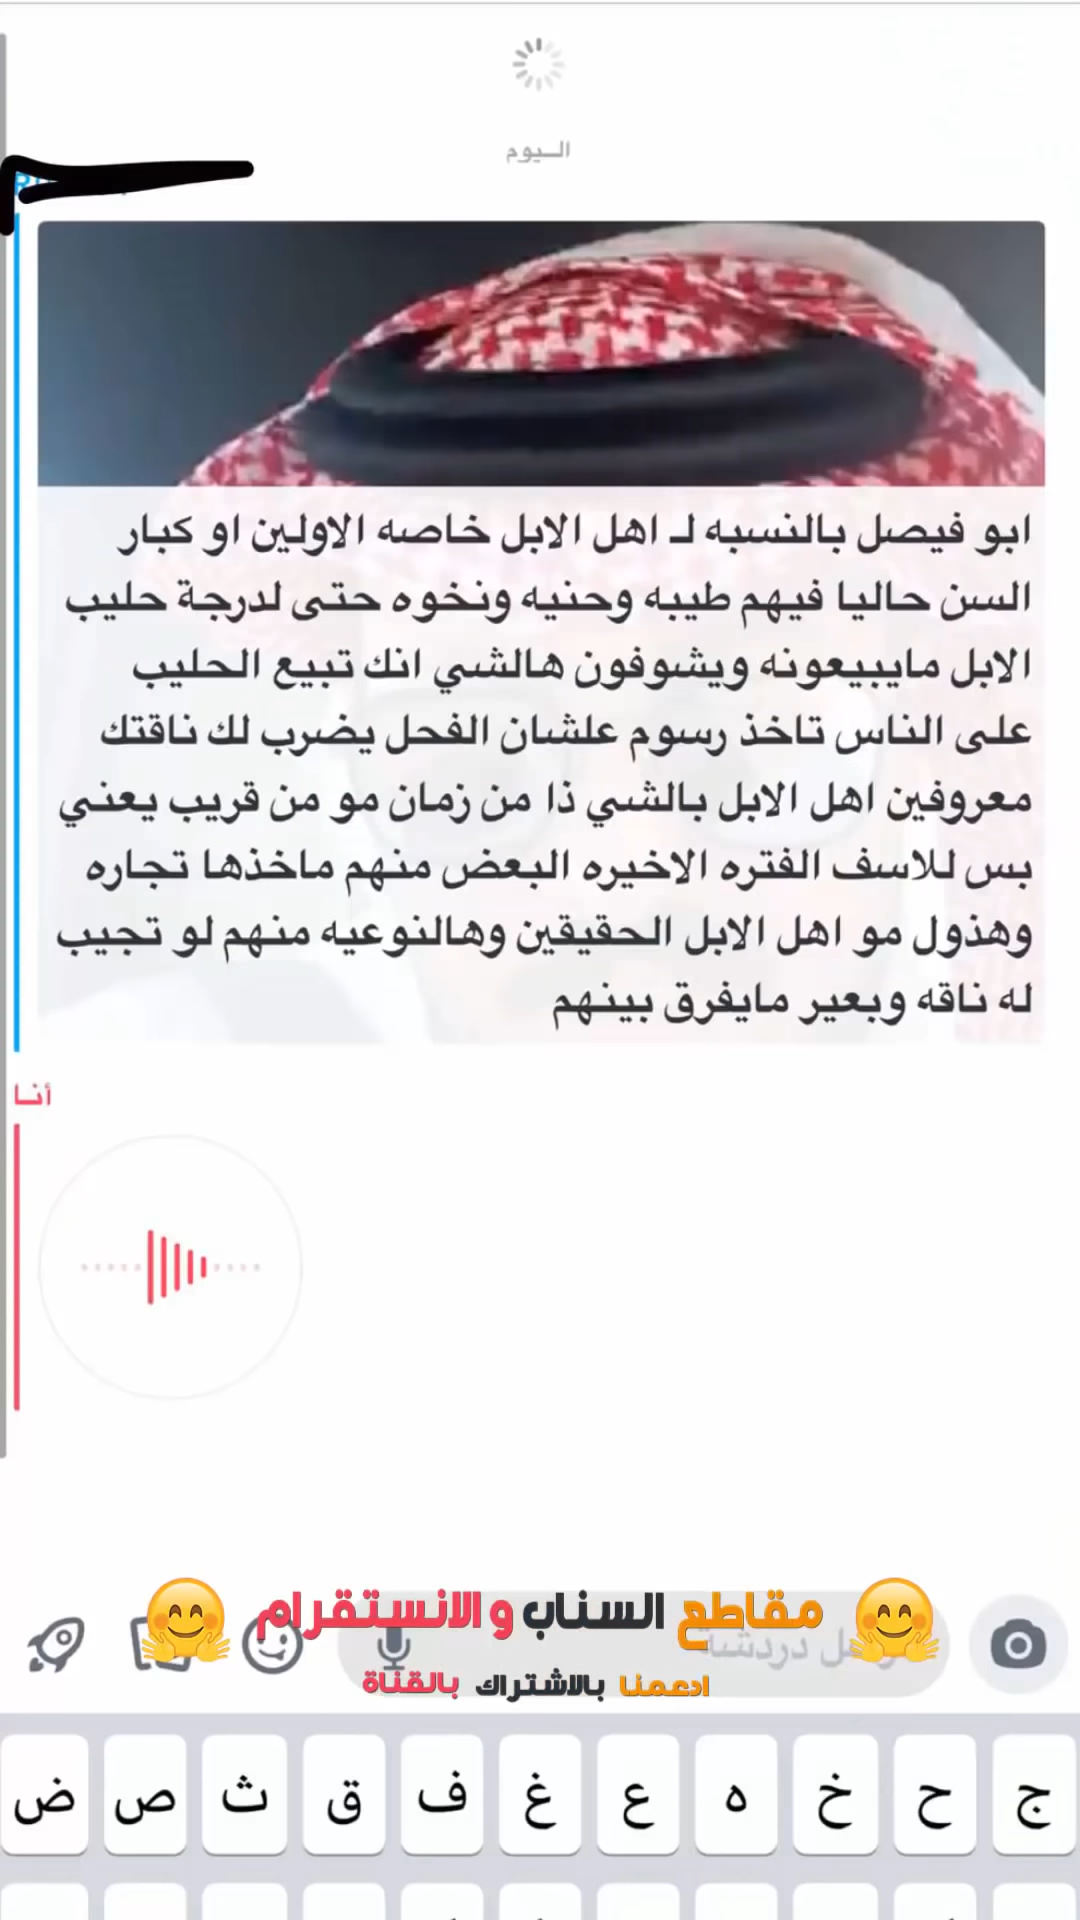 اليوم
ابو فيصل بالنسبه لـ اهل الابل خاصه الاولين او كبار
السن حاليا فيهم طيبه وحنيه ونخوه حتى لدرجة حليب
الابل مايبيعونه ويشوفون هالشي انك تبيع الحليب
على الناس تاخذ رسوم علشان الفحل يضرب لك ناقتك
معروفين اهل الابل بالشي ذا من زمان مو من قريب يعني
بس للاسف الفتره الاخيره البعض منهم ماخذها تجاره
وهذول مو اهل الابل الحقيقين وهالنوعيه منهم لو تجيب
له ناقه وبعير مايفرق بينهم
أنا
مقاطع السناب والانستقرام
دردشة
ادعمنا بالاشتراك بالقناة
ج ح خ ه ع غ ف ق ث ص ض